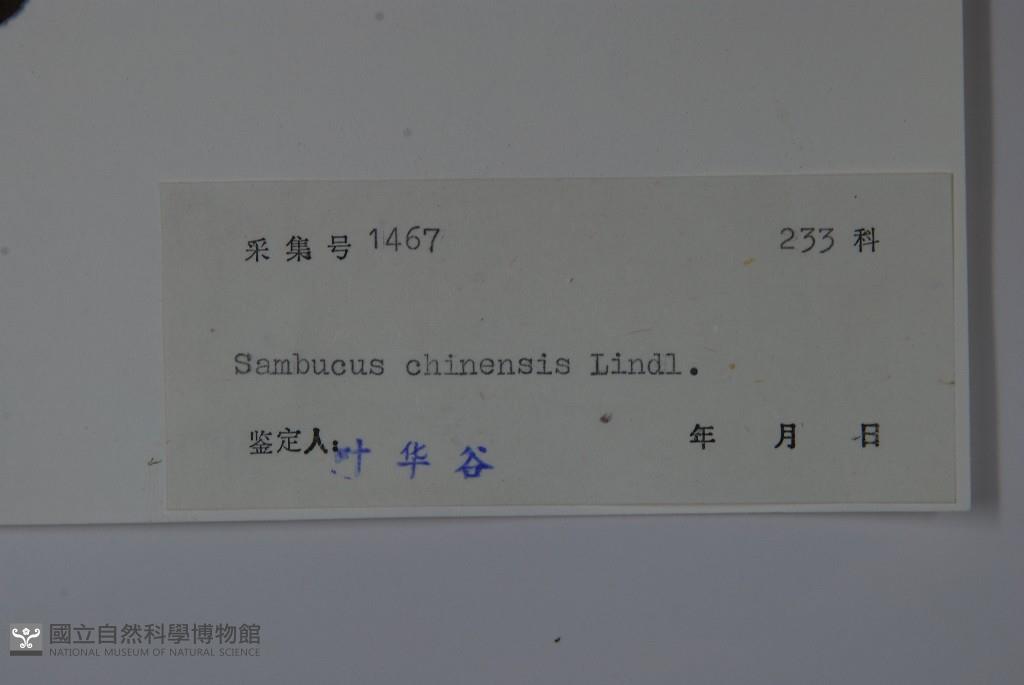 采集号 1467 233 科
Sambucus chinensis Lindl.
鉴定人: 叶华谷 年 月 日
國立自然科學博物館
NATIONAL MUSEUM OF NATURAL SCIENCE